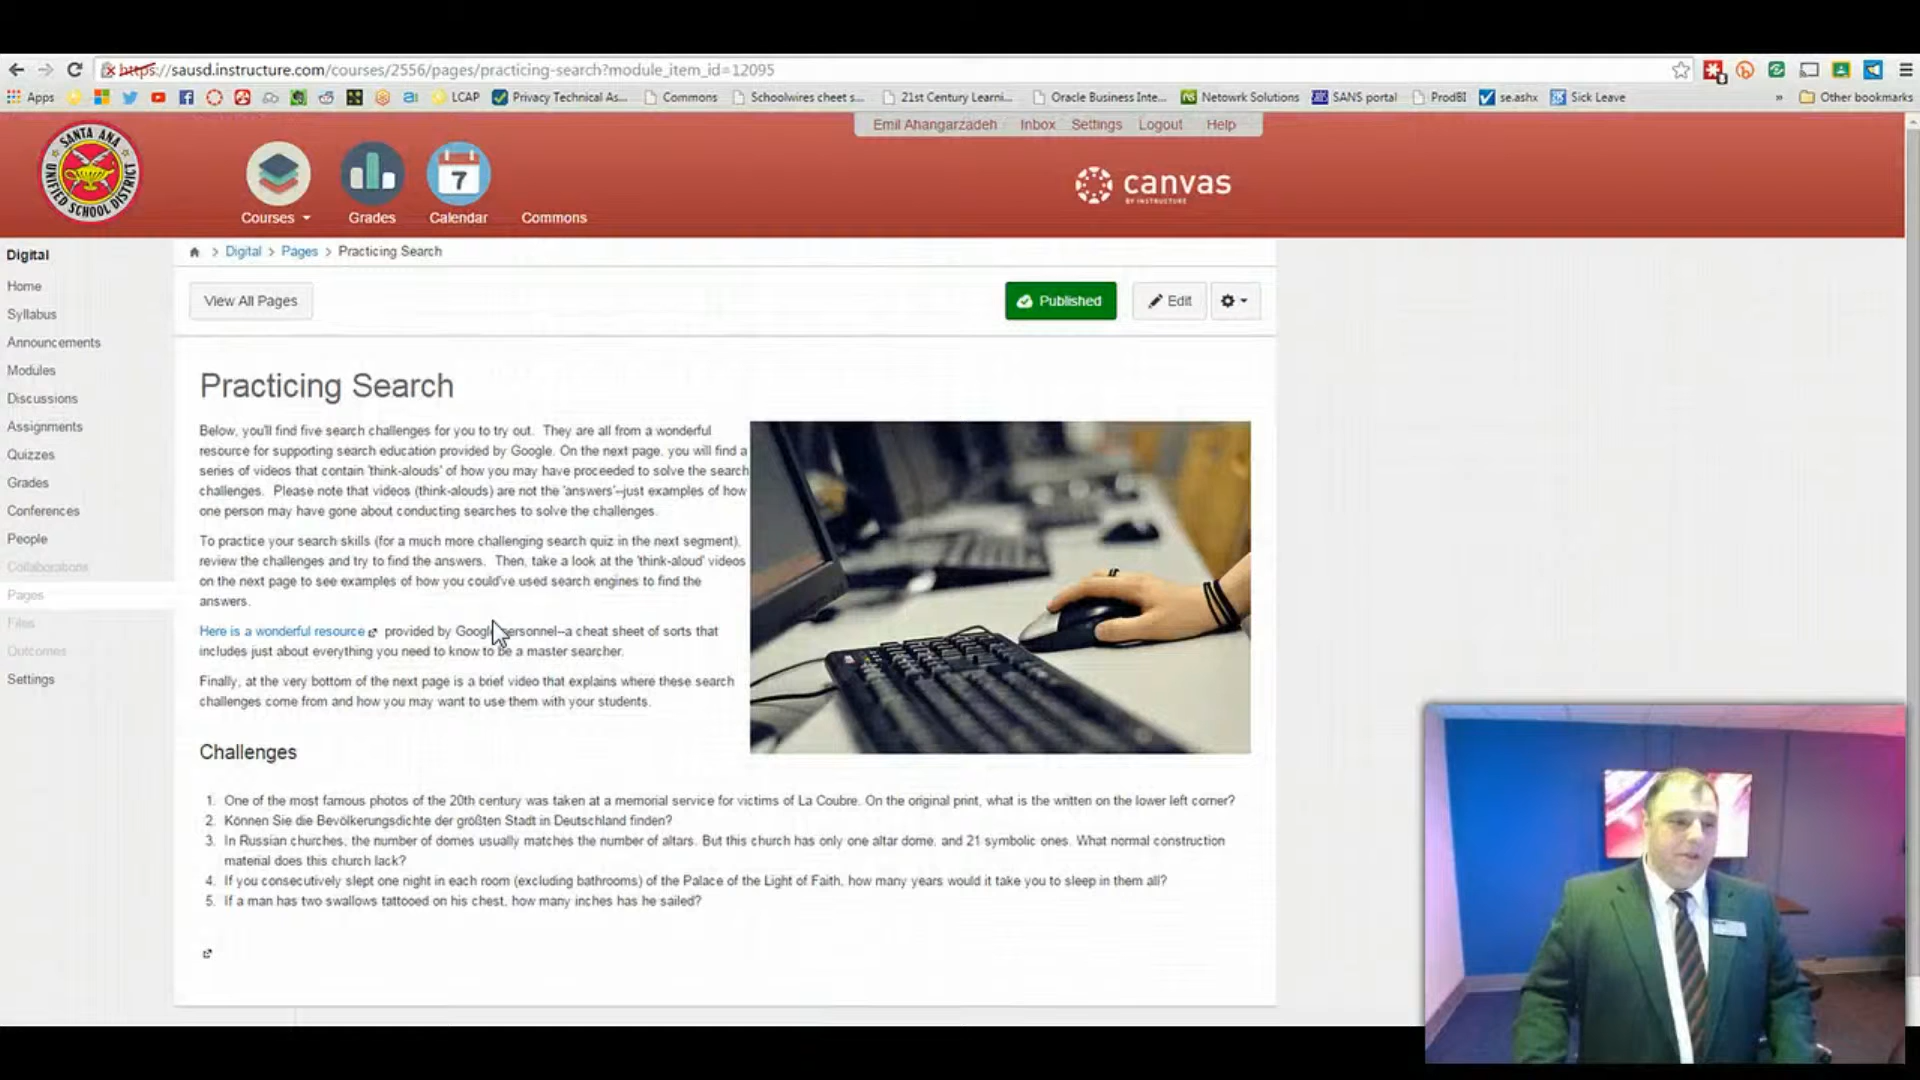 https://sausd.instructure.com/courses/2556/pages/practicing-search?module_item_id=12095
Apps LCAP Privacy Technical As... Commons Schoolwires cheet s... 21st Century Learni... Oracle Business Inte... Netowrk Solutions SANS portal ProdBI se.ashx Sick Leave » Other bookmarks
Emil Ahangarzadeh Inbox Settings Logout Help
SANTA ANA
UNIFIED SCHOOL DISTRICT
7
canvas
BY INSTRUCTURE
Courses Grades Calendar Commons
Digital
Home
Syllabus
Announcements
Modules
Discussions
Assignments
Quizzes
Grades
Conferences
People
Collaborations
Pages
Files
Outcomes
Settings
> Digital > Pages > Practicing Search
View All Pages Published Edit
Practicing Search
Below, you'll find five search challenges for you to try out. They are all from a wonderful
resource for supporting search education provided by Google. On the next page, you will find a
series of videos that contain 'think-alouds' of how you may have proceeded to solve the search
challenges. Please note that videos (think-alouds) are not the 'answers'--just examples of how
one person may have gone about conducting searches to solve the challenges.
To practice your search skills (for a much more challenging search quiz in the next segment),
review the challenges and try to find the answers. Then, take a look at the 'think-aloud' videos
on the next page to see examples of how you could've used search engines to find the
answers.
Here is a wonderful resource provided by Google personnel--a cheat sheet of sorts that
includes just about everything you need to know to be a master searcher.
Finally, at the very bottom of the next page is a brief video that explains where these search
challenges come from and how you may want to use them with your students.
Challenges
1. One of the most famous photos of the 20th century was taken at a memorial service for victims of La Coubre. On the original print, what is the written on the lower left corner?
2. Können Sie die Bevölkerungsdichte der größten Stadt in Deutschland finden?
3. In Russian churches, the number of domes usually matches the number of altars. But this church has only one altar dome, and 21 symbolic ones. What normal construction
material does this church lack?
4. If you consecutively slept one night in each room (excluding bathrooms) of the Palace of the Light of Faith, how many years would it take you to sleep in them all?
5. If a man has two swallows tattooed on his chest, how many inches has he sailed?